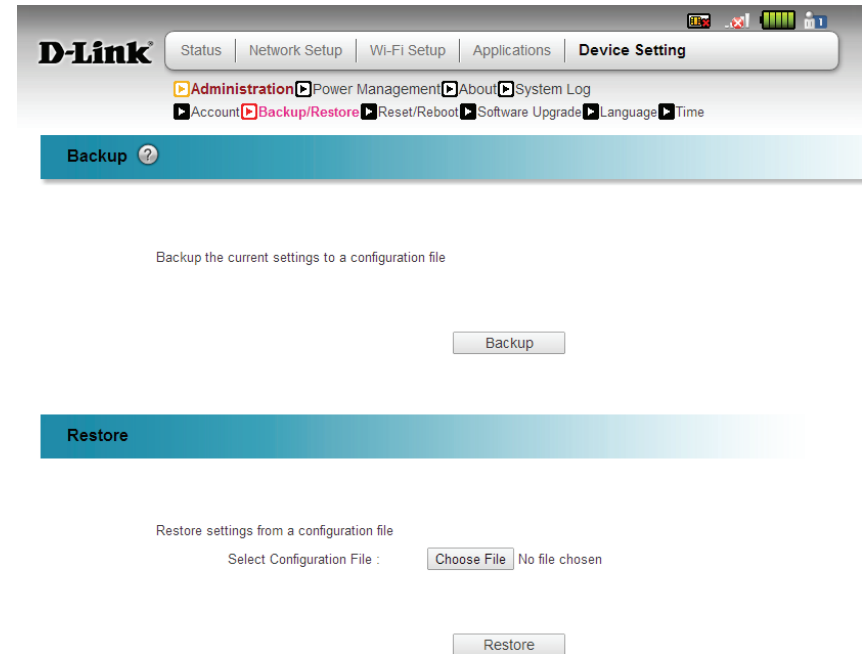 D-Link
Status Network Setup Wi-Fi Setup Applications Device Setting
Administration Power Management About System Log
Account Backup/Restore Reset/Reboot Software Upgrade Language Time
Backup ?
Backup the current settings to a configuration file
Backup
Restore
Restore settings from a configuration file
Select Configuration File : Choose File No file chosen
Restore